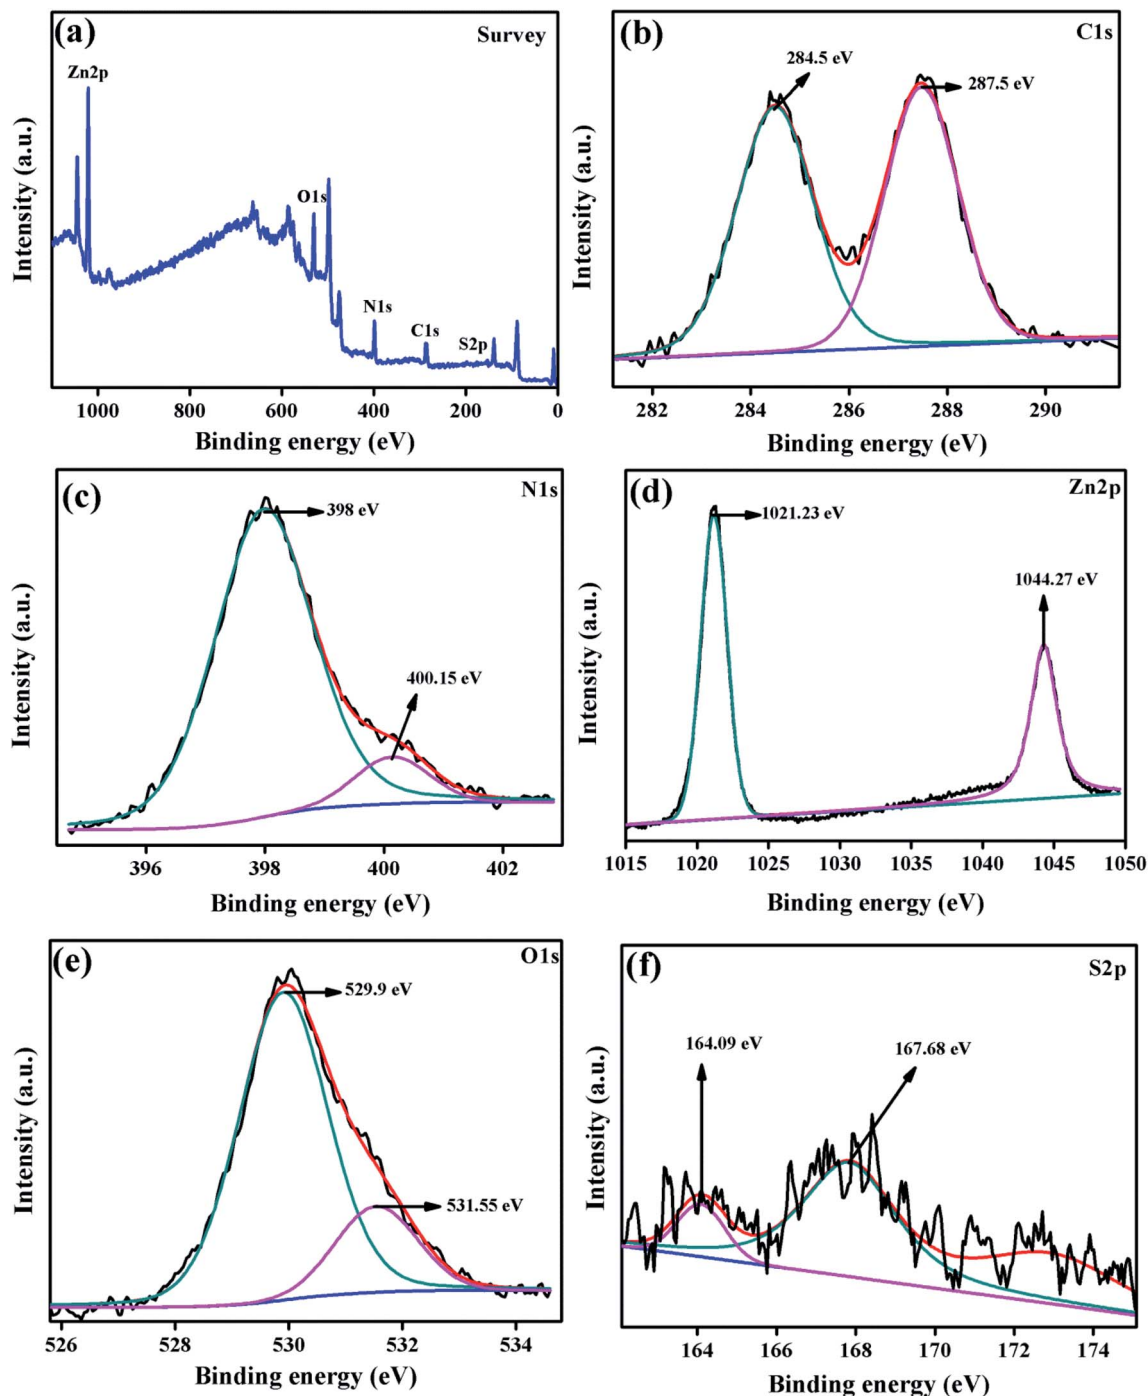 (a)
Survey
Zn2p
O1s
N1s
C1s
S2p
Intensity (a.u.)
1000 800 600 400 200 0
Binding energy (eV)
(b)
C1s
284.5 eV
287.5 eV
Intensity (a.u.)
282 284 286 288 290
Binding energy (eV)
(c)
N1s
398 eV
400.15 eV
Intensity (a.u.)
396 398 400 402
Binding energy (eV)
(d)
Zn2p
1021.23 eV
1044.27 eV
Intensity (a.u.)
1015 1020 1025 1030 1035 1040 1045 1050
Binding energy (eV)
(e)
O1s
529.9 eV
531.55 eV
Intensity (a.u.)
526 528 530 532 534
Binding energy (eV)
(f)
S2p
164.09 eV
167.68 eV
Intensity (a.u.)
164 166 168 170 172 174
Binding energy (eV)